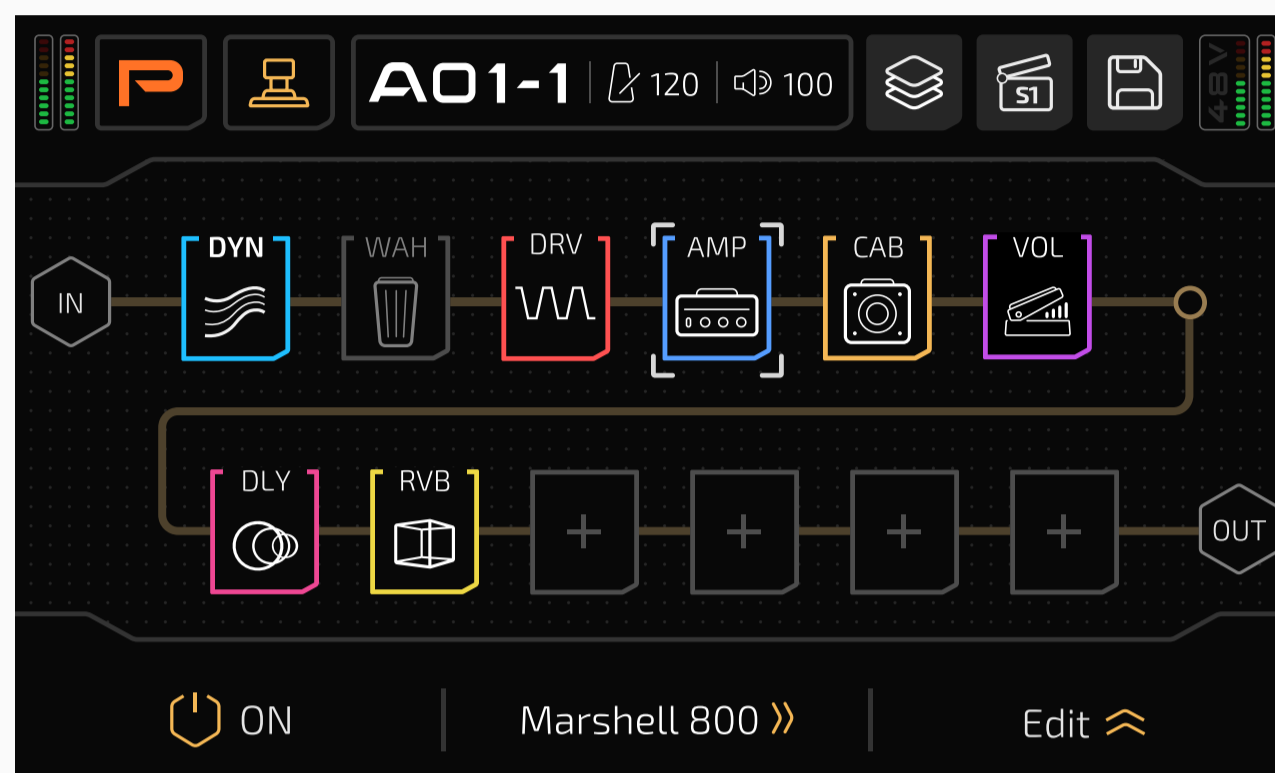 P A01-1 120 100 S1 48V
DYN WAH DRV AMP CAB VOL
IN
DLY RVB
+ + + + OUT
ON Marshell 800 Edit